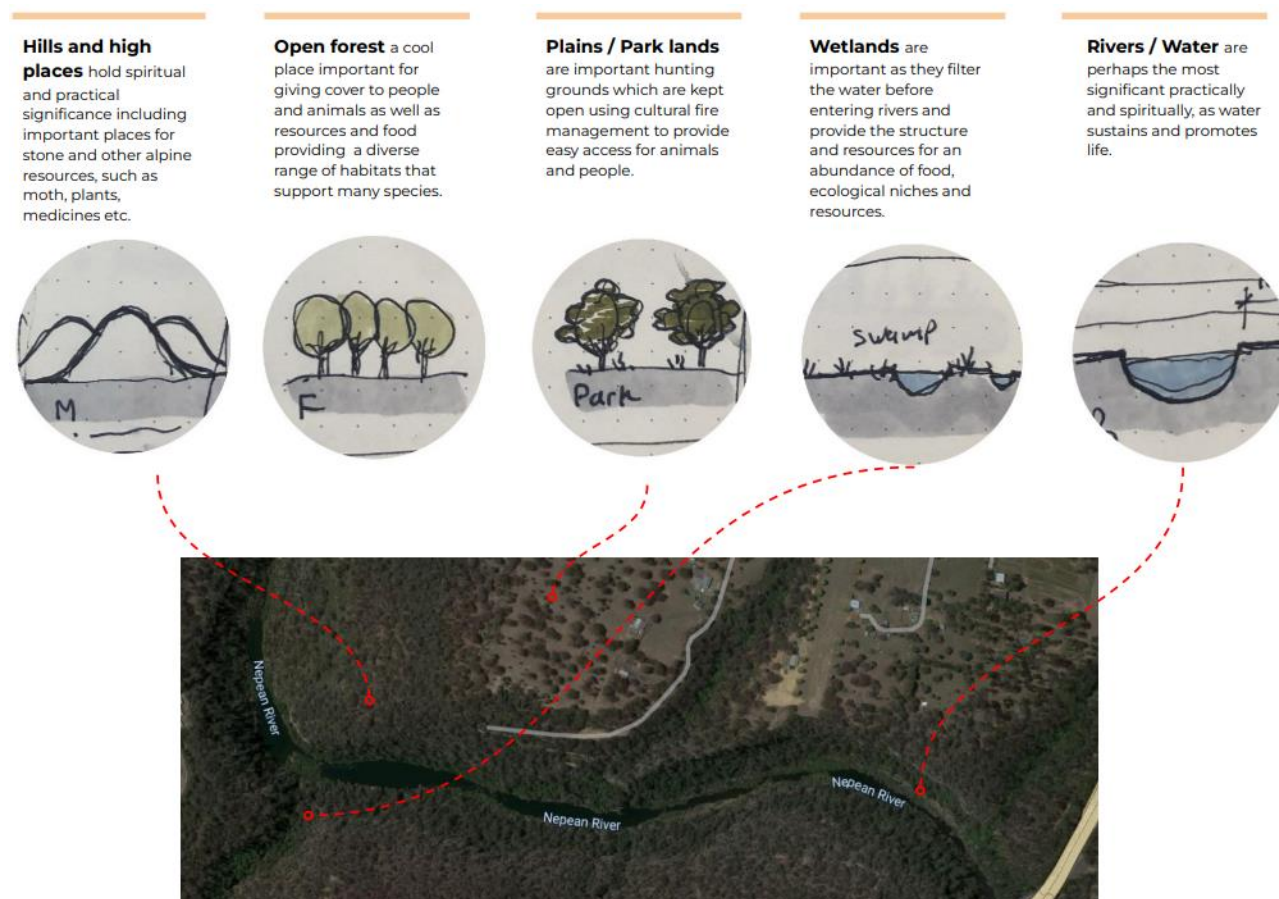 Hills and high
places hold spiritual
and practical
significance including
important places for
stone and other alpine
resources, such as
moth, plants,
medicines etc.
Open forest a cool
place important for
giving cover to people
and animals as well as
resources and food
providing a diverse
range of habitats that
support many species.
Plains / Park lands
are important hunting
grounds which are kept
open using cultural fire
management to provide
easy access for animals
and people.
Wetlands are
important as they filter
the water before
entering rivers and
provide the structure
and resources for an
abundance of food,
ecological niches and
resources.
Rivers / Water are
perhaps the most
significant practically
and spiritually, as water
sustains and promotes
life.
M
F
Park
swamp
Nepean River
Nepean River
Nepean River